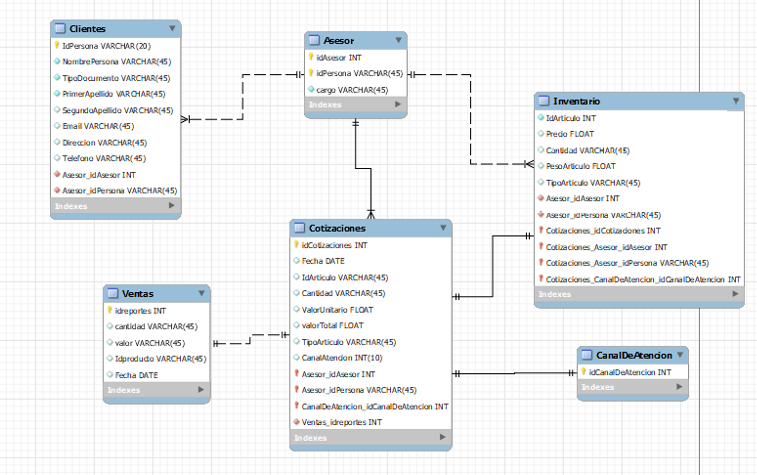 Clientes
IdPersona VARCHAR(20)
NombrePersona VARCHAR(45)
TipoDocumento VARCHAR(45)
PrimerApellido VARCHAR(45)
SegundoApellido VARCHAR(45)
Email VARCHAR(45)
Direccion VARCHAR(45)
Telefono VARCHAR(45)
Asesor_idAsesor INT
Asesor_idPersona VARCHAR(45)
Indexes
Asesor
idAsesor INT
idPersona VARCHAR(45)
cargo VARCHAR(45)
Indexes
Inventario
IdArticulo INT
Precio FLOAT
Cantidad VARCHAR(45)
PesoArticulo FLOAT
TipoArticulo VARCHAR(45)
Asesor_idAsesor INT
Asesor_idPersona VARCHAR(45)
Cotizaciones_idCotizaciones INT
Cotizaciones_Asesor_idAsesor INT
Cotizaciones_Asesor_idPersona VARCHAR(45)
Cotizaciones_CanalDeAtencion_idCanalDeAtencion INT
Indexes
Cotizaciones
idCotizaciones INT
Fecha DATE
IdArticulo VARCHAR(45)
Cantidad VARCHAR(45)
ValorUnitario FLOAT
valorTotal FLOAT
TipoArticulo VARCHAR(45)
CanalAtencion INT(10)
Asesor_idAsesor INT
Asesor_idPersona VARCHAR(45)
CanalDeAtencion_idCanalDeAtencion INT
Ventas_idreportes INT
Indexes
Ventas
idreportes INT
cantidad VARCHAR(45)
valor VARCHAR(45)
Idproducto VARCHAR(45)
Fecha DATE
Indexes
CanalDeAtencion
idCanalDeAtencion INT
Indexes